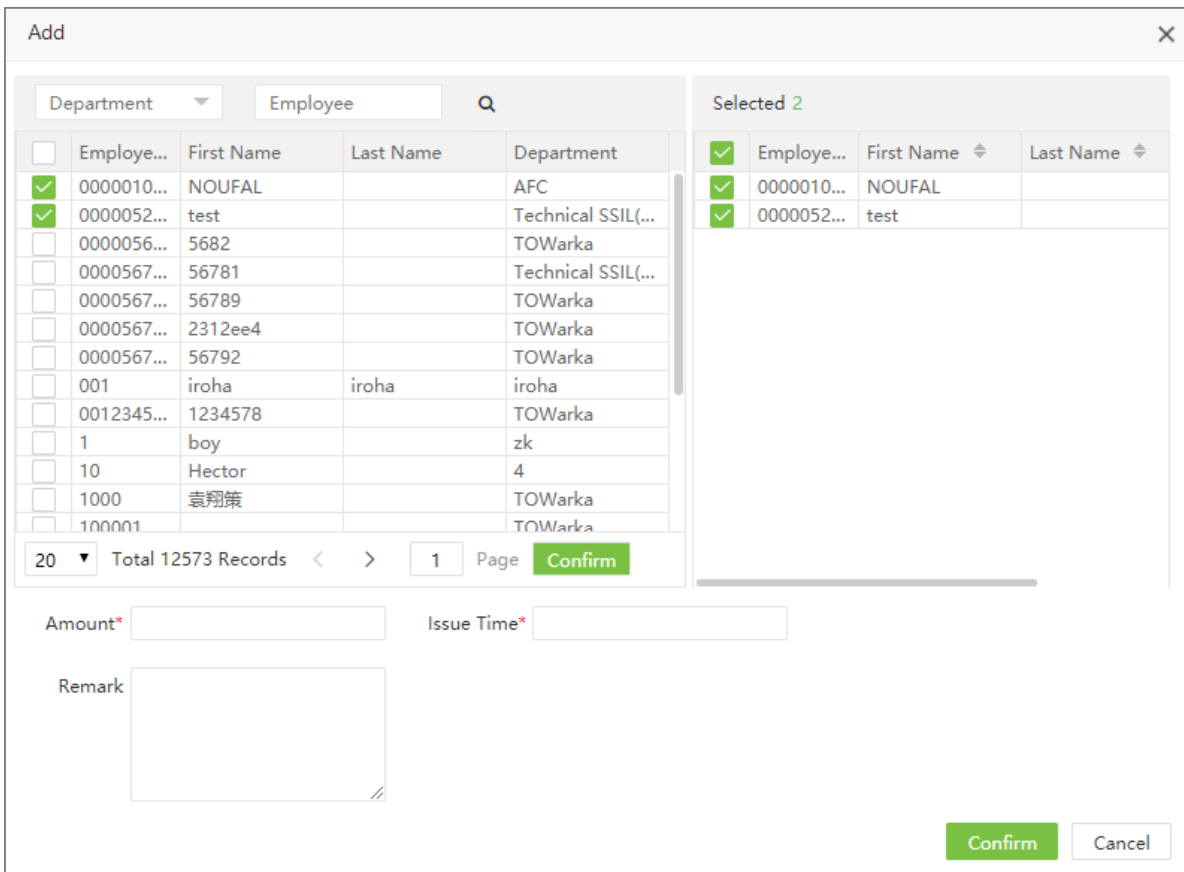 Add
Department Employee Selected 2
Employe... First Name Last Name Department Employe... First Name Last Name
0000010... NOUFAL AFC 0000010... NOUFAL
0000052... test Technical SSIL(... 0000052... test
0000056... 5682 TOWarka
0000567... 56781 Technical SSIL(...
0000567... 56789 TOWarka
0000567... 2312ee4 TOWarka
0000567... 56792 TOWarka
001 iroha iroha iroha
0012345... 1234578 TOWarka
1 boy zk
10 Hector 4
1000 袁翔策 TOWarka
100001 TOWarka
20 Total 12573 Records < > 1 Page Confirm
Amount* Issue Time*
Remark
Confirm Cancel